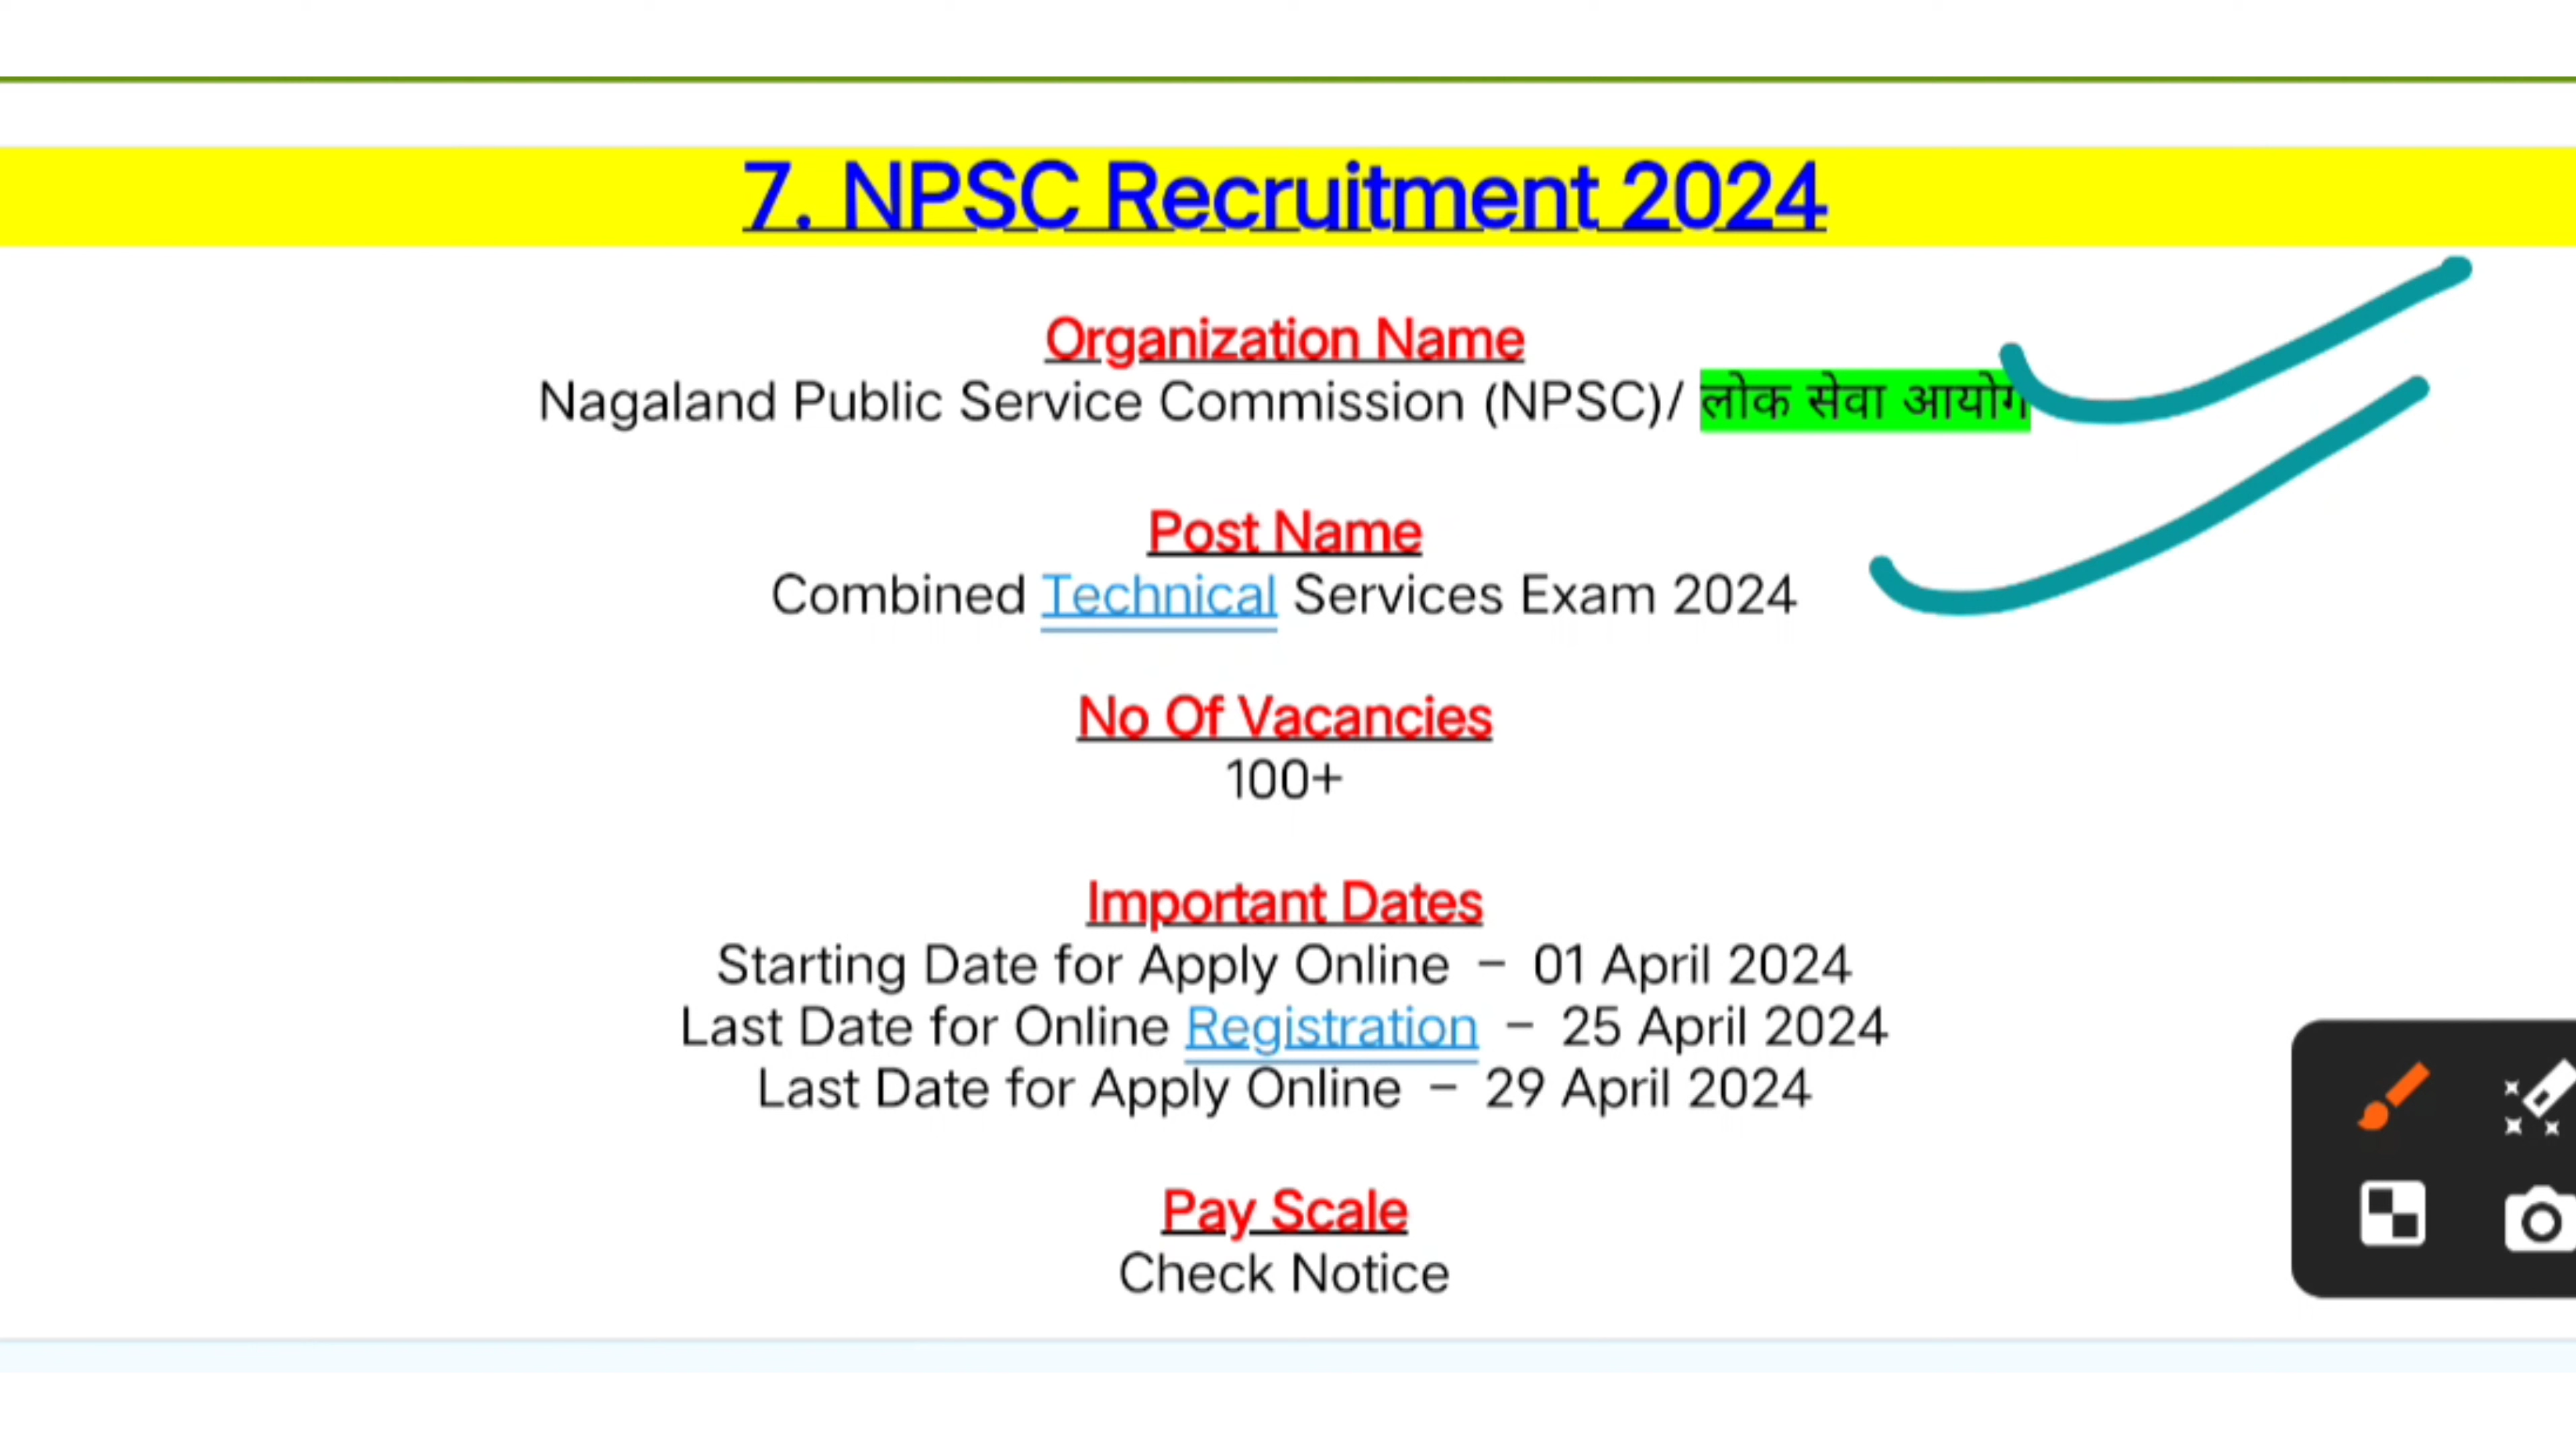 7. NPSC Recruitment 2024
Organization Name
Nagaland Public Service Commission (NPSC)/ लोक सेवा आयोग
Post Name
Combined Technical Services Exam 2024
No Of Vacancies
100+
Important Dates
Starting Date for Apply Online – 01 April 2024
Last Date for Online Registration – 25 April 2024
Last Date for Apply Online – 29 April 2024
Pay Scale
Check Notice